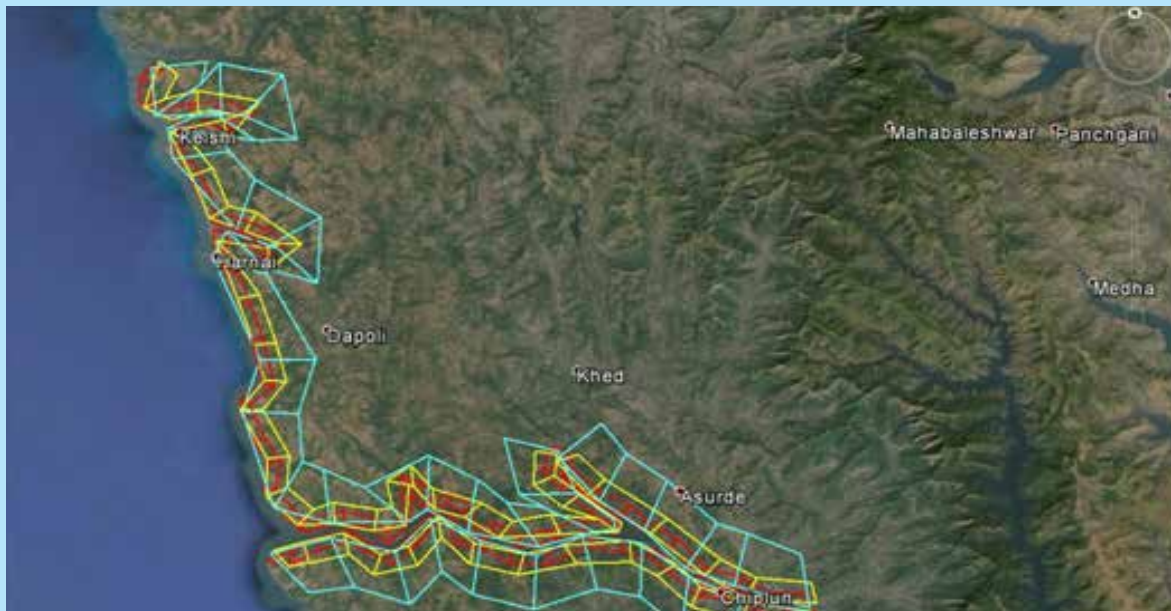 Kelshi
Mahabaleshwar
Panchgani
Harnai
Medha
Dapoli
Khed
Asurde
Chiplun